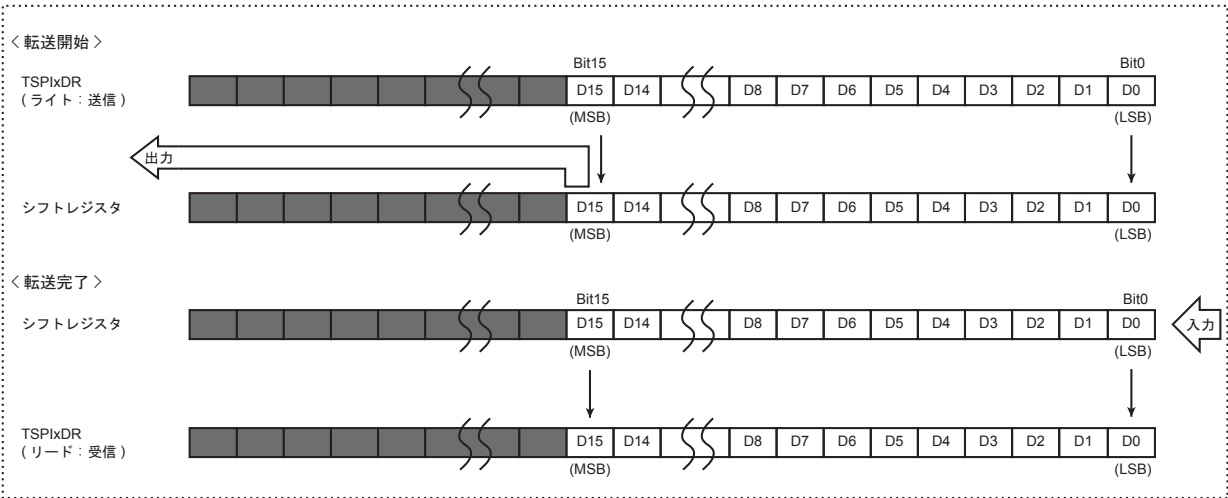 〈 転送開始 〉
Bit15 Bit0
TSPIxDR
( ライト：送信 )
D15 D14 D8 D7 D6 D5 D4 D3 D2 D1 D0
(MSB) (LSB)
出力
シフトレジスタ
D15 D14 D8 D7 D6 D5 D4 D3 D2 D1 D0
(MSB) (LSB)
〈 転送完了 〉
Bit15 Bit0
シフトレジスタ
D15 D14 D8 D7 D6 D5 D4 D3 D2 D1 D0
入力
(MSB) (LSB)
TSPIxDR
( リード：受信 )
D15 D14 D8 D7 D6 D5 D4 D3 D2 D1 D0
(MSB) (LSB)